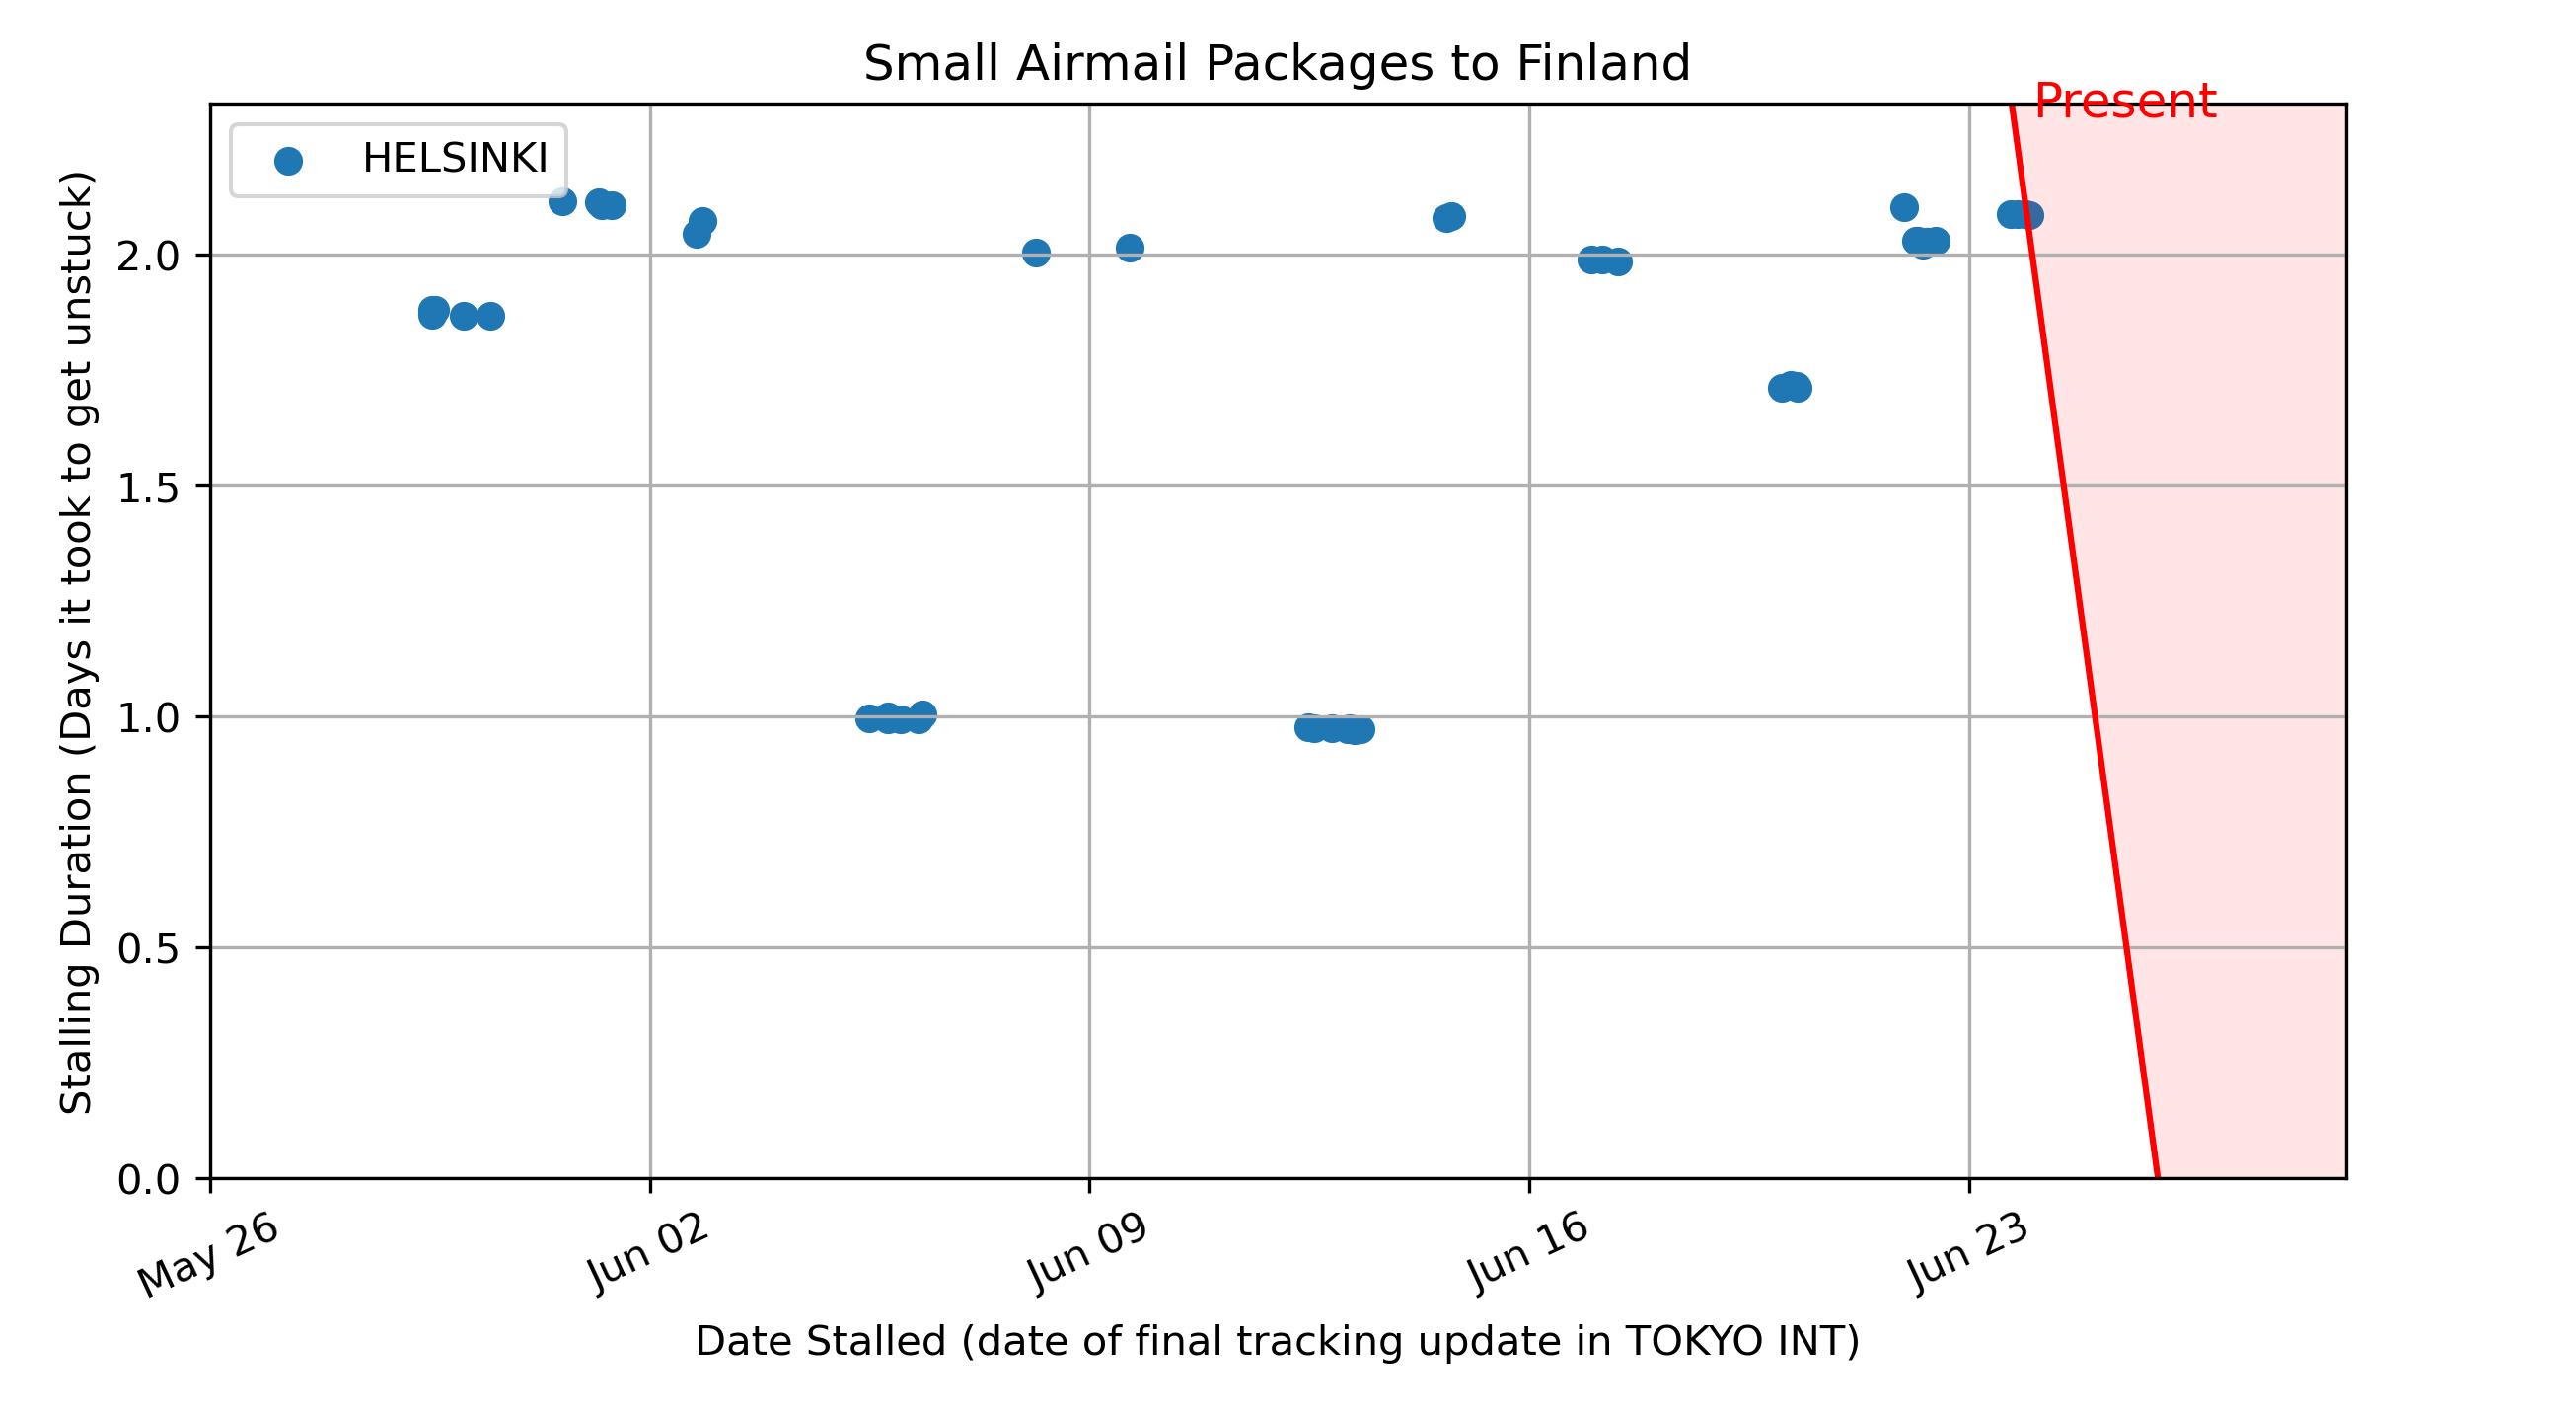 Small Airmail Packages to Finland
Present
HELSINKI
Stalling Duration (Days it took to get unstuck)
2.0
1.5
1.0
0.5
0.0
May 26
Jun 02
Jun 09
Jun 16
Jun 23
Date Stalled (date of final tracking update in TOKYO INT)